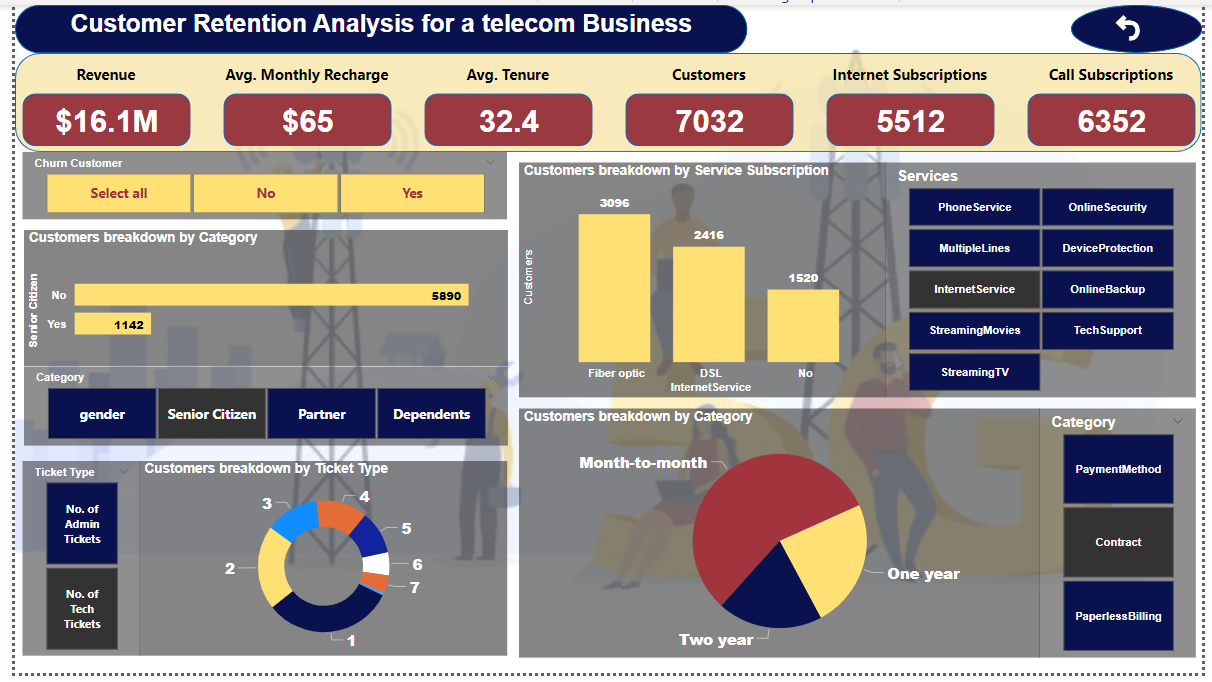 Customer Retention Analysis for a telecom Business
Revenue
Avg. Monthly Recharge
Avg. Tenure
Customers
Internet Subscriptions
Call Subscriptions
$16.1M
$65
32.4
7032
5512
6352
Churn Customer
Select all
No
Yes
Customers breakdown by Category
Senior Citizen
No
5890
Yes
1142
Category
gender
Senior Citizen
Partner
Dependents
Ticket Type
No. of
Admin
Tickets
No. of
Tech
Tickets
Customers breakdown by Ticket Type
3
4
5
2
6
7
1
Customers breakdown by Service Subscription
Customers
3096
2416
1520
Fiber optic
DSL
No
InternetService
Services
PhoneService
OnlineSecurity
MultipleLines
DeviceProtection
InternetService
OnlineBackup
StreamingMovies
TechSupport
StreamingTV
Customers breakdown by Category
Month-to-month
One year
Two year
Category
PaymentMethod
Contract
PaperlessBilling